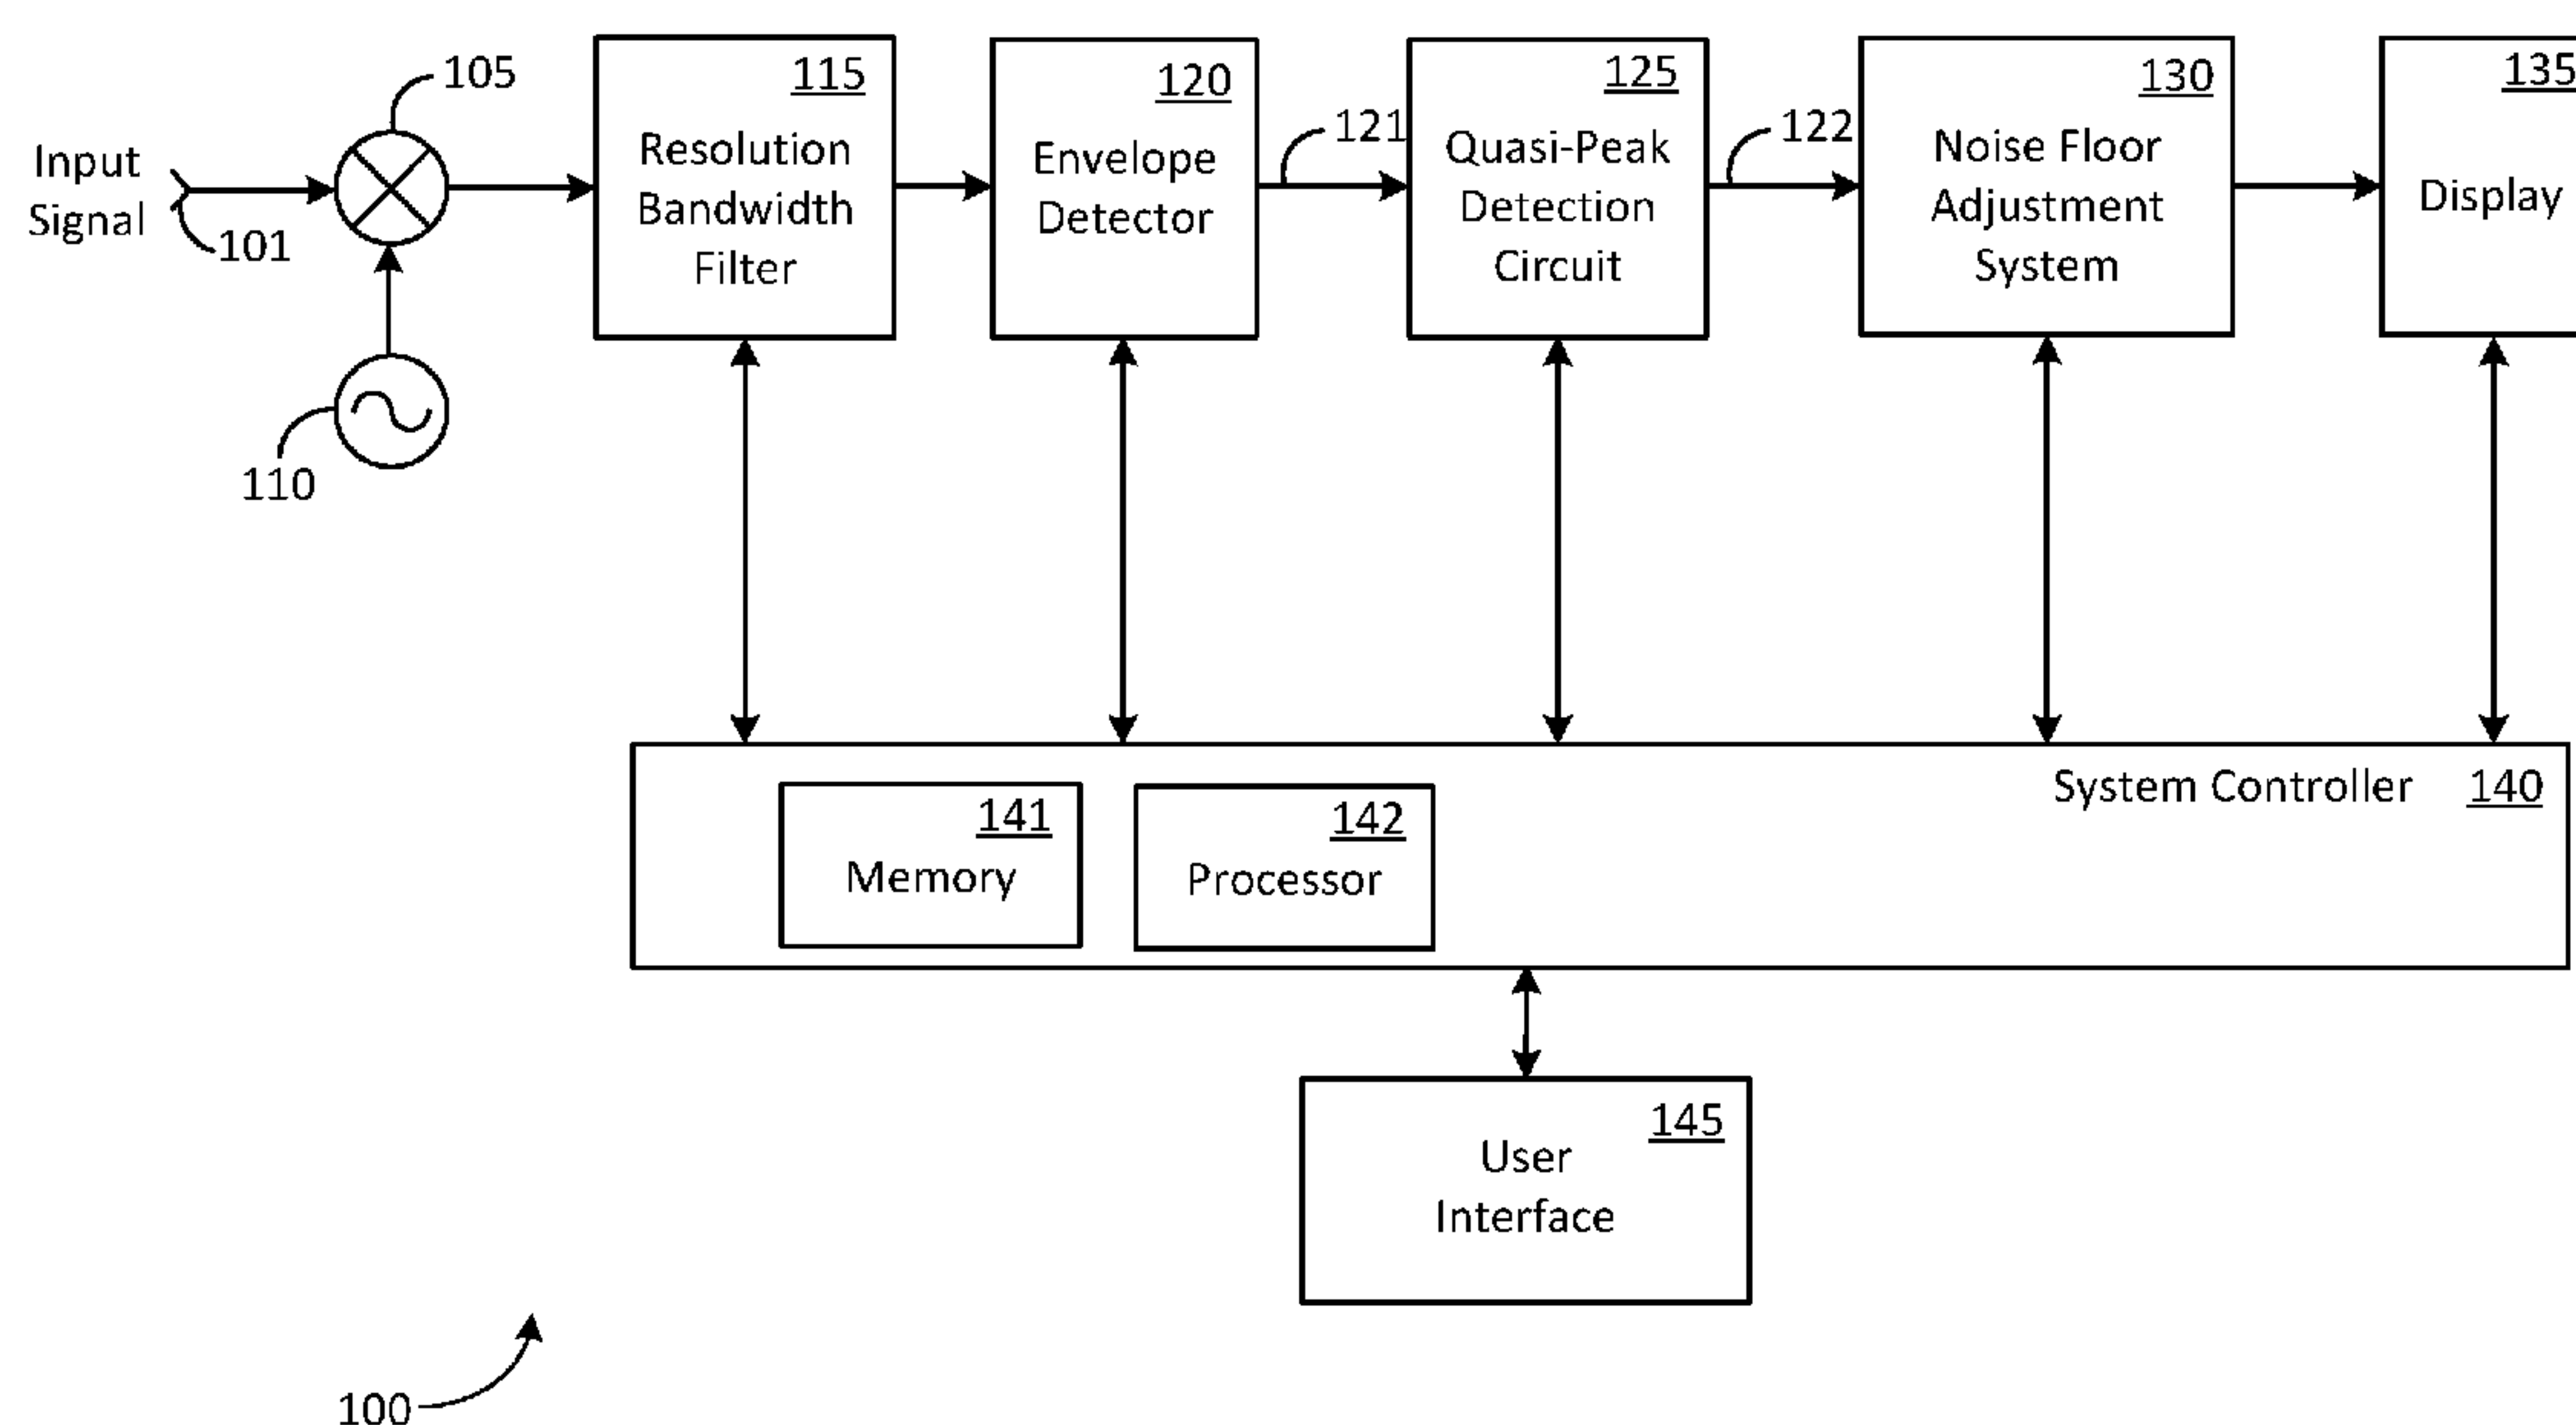 105
Input
Signal
101
110
115
Resolution
Bandwidth
Filter
120
Envelope
Detector
121
125
Quasi-Peak
Detection
Circuit
122
130
Noise Floor
Adjustment
System
135
Display
System Controller 140
141
Memory
142
Processor
145
User
Interface
100